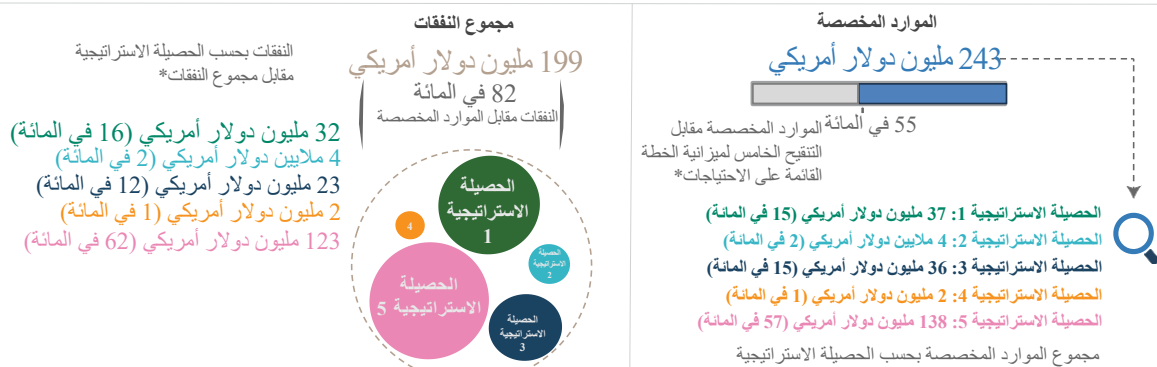 الموارد المخصصة
243 مليون دولار أمريكي
55 في المائة
الموارد المخصصة مقابل
التنقيح الخامس لميزانية الخطة
القائمة على الاحتياجات*
الحصيلة الاستراتيجية 1: 37 مليون دولار أمريكي (15 في المائة)
الحصيلة الاستراتيجية 2: 4 ملايين دولار أمريكي (2 في المائة)
الحصيلة الاستراتيجية 3: 36 مليون دولار أمريكي (15 في المائة)
الحصيلة الاستراتيجية 4: 2 مليون دولار أمريكي (1 في المائة)
الحصيلة الاستراتيجية 5: 138 مليون دولار أمريكي (57 في المائة)
مجموع الموارد المخصصة بحسب الحصيلة الاستراتيجية
مجموع النفقات
199 مليون دولار أمريكي
82 في المائة
النفقات مقابل الموارد المخصصة
الحصيلة
الاستراتيجية
1
4
الحصيلة
الاستراتيجية
2
الحصيلة
الاستراتيجية 5
الحصيلة
الاستراتيجية
3
النفقات بحسب الحصيلة الاستراتيجية
مقابل مجموع النفقات*
32 مليون دولار أمريكي (16 في المائة)
4 ملايين دولار أمريكي (2 في المائة)
23 مليون دولار أمريكي (12 في المائة)
2 مليون دولار أمريكي (1 في المائة)
123 مليون دولار أمريكي (62 في المائة)